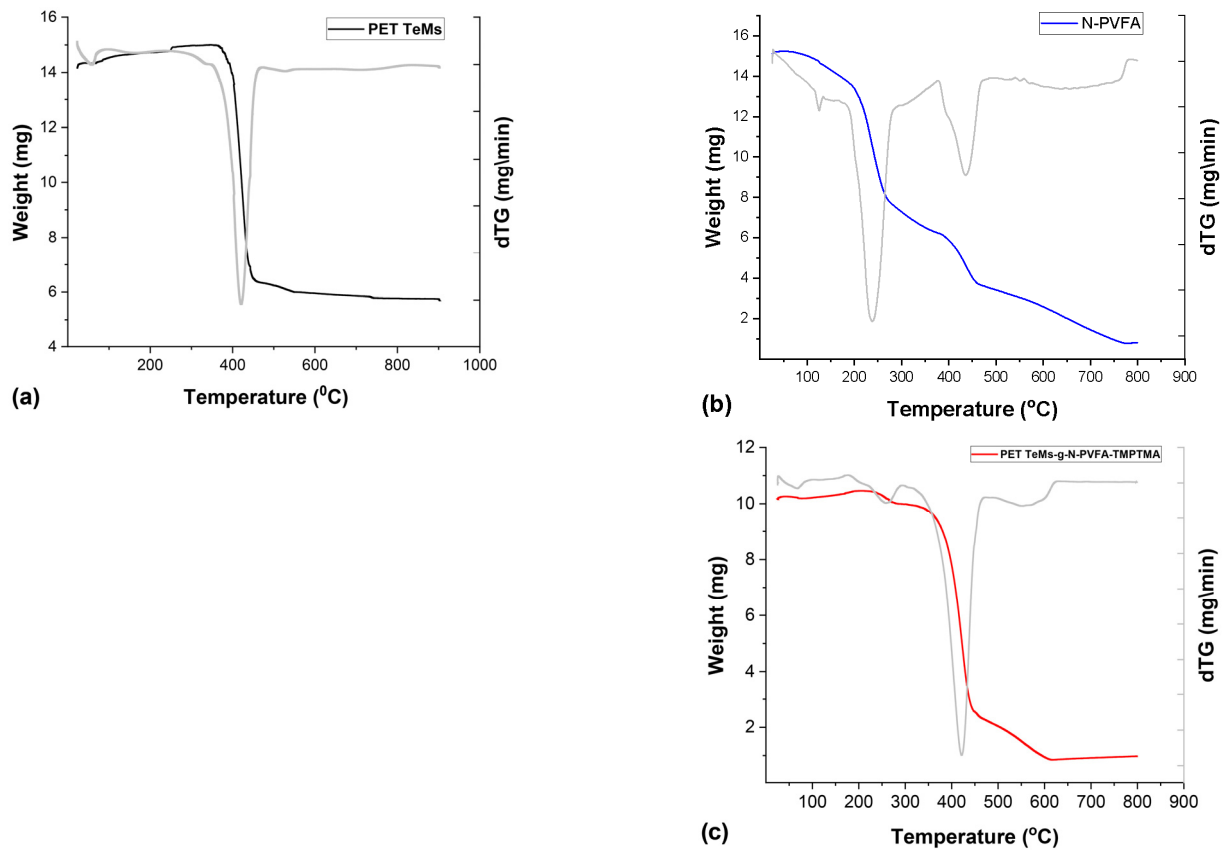 PET TeMs
16
14
12
10
8
6
4
Weight (mg)
dTG (mg\min)
200
400
600
800
1000
Temperature (⁰C)
(a)
N-PVFA
16
14
12
10
8
6
4
2
Weight (mg)
dTG (mg\min)
100
200
300
400
500
600
700
800
900
Temperature (ᵒC)
(b)
PET TeMs-g-N-PVFA-TMPTMA
12
10
8
6
4
2
Weight (mg)
dTG (mg\min)
100
200
300
400
500
600
700
800
900
Temperature (ᵒC)
(c)